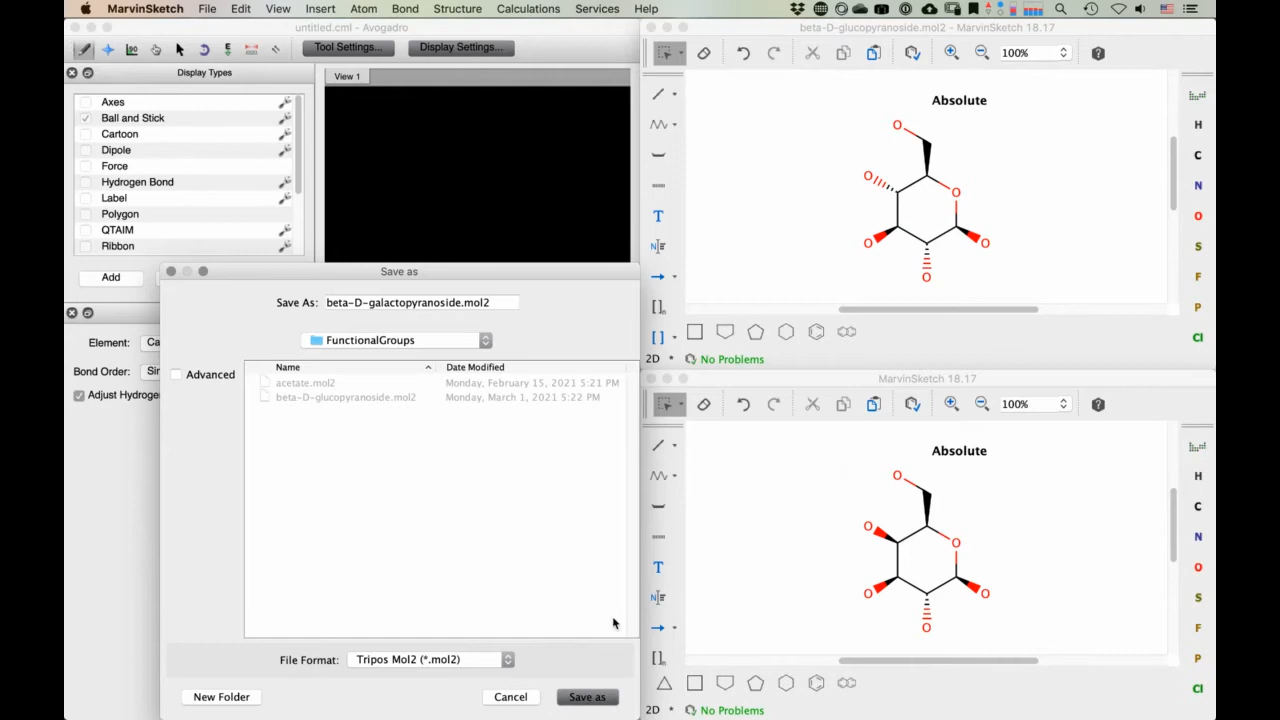 MarvinSketch File Edit View Insert Atom Bond Structure Calculations Services Help
untitled.cml — Avogadro
Tool Settings... Display Settings...
Display Types
View 1
Axes
Ball and Stick
Cartoon
Dipole
Force
Hydrogen Bond
Label
Polygon
QTAIM
Ribbon
Add
Element: Ca
Bond Order: Sin
Adjust Hydroge
Save as
Save As: beta-D-galactopyranoside.mol2
FunctionalGroups
Advanced
Name Date Modified
acetate.mol2 Monday, February 15, 2021 5:21 PM
beta-D-glucopyranoside.mol2 Monday, March 1, 2021 5:22 PM
File Format: Tripos Mol2 (*.mol2)
New Folder Cancel Save as
beta-D-glucopyranoside.mol2 — MarvinSketch 18.17
100%
Absolute
O
O
O
O
O
O
T
H
C
N
O
S
F
P
Cl
2D * No Problems
MarvinSketch 18.17
100%
Absolute
O
O
O
O
O
O
T
H
C
N
O
S
F
P
Cl
2D * No Problems